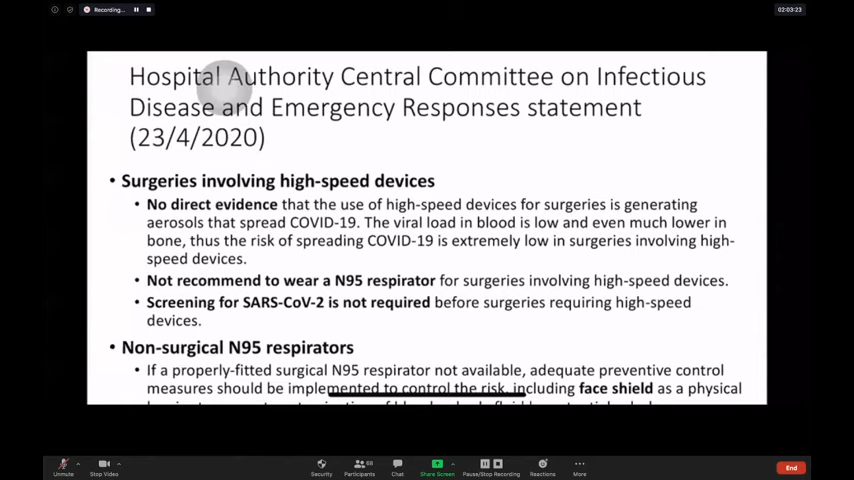 Recording...
02:03:23
Hospital Authority Central Committee on Infectious
Disease and Emergency Responses statement
(23/4/2020)
• Surgeries involving high-speed devices
• No direct evidence that the use of high-speed devices for surgeries is generating
aerosols that spread COVID-19. The viral load in blood is low and even much lower in
bone, thus the risk of spreading COVID-19 is extremely low in surgeries involving high-
speed devices.
• Not recommend to wear a N95 respirator for surgeries involving high-speed devices.
• Screening for SARS-CoV-2 is not required before surgeries requiring high-speed
devices.
• Non-surgical N95 respirators
• If a properly-fitted surgical N95 respirator not available, adequate preventive control
measures should be implemented to control the risk, including face shield as a physical
Unmute
Stop Video
Security
Participants
68
Chat
Share Screen
Pause/Stop Recording
Reactions
More
End